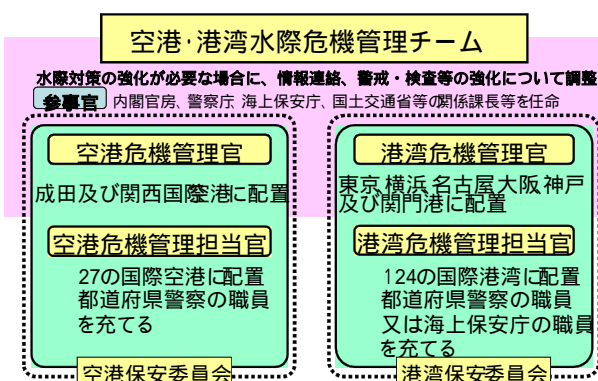 空港·港湾水際危機管理チーム
水際対策の強化が必要な場合に、情報連絡、警戒・検査等の強化について調整
参事官 内閣官房、警察庁、海上保安庁、国土交通省等の関係課長等を任命
空港危機管理官
成田及び関西国際空港に配置
空港危機管理担当官
27の国際空港に配置
都道府県警察の職員
を充てる
空港保安委員会
港湾危機管理官
東京、横浜、名古屋、大阪、神戸
及び関門港に配置
港湾危機管理担当官
124の国際港湾に配置
都道府県警察の職員
又は海上保安庁の職員
を充てる
港湾保安委員会